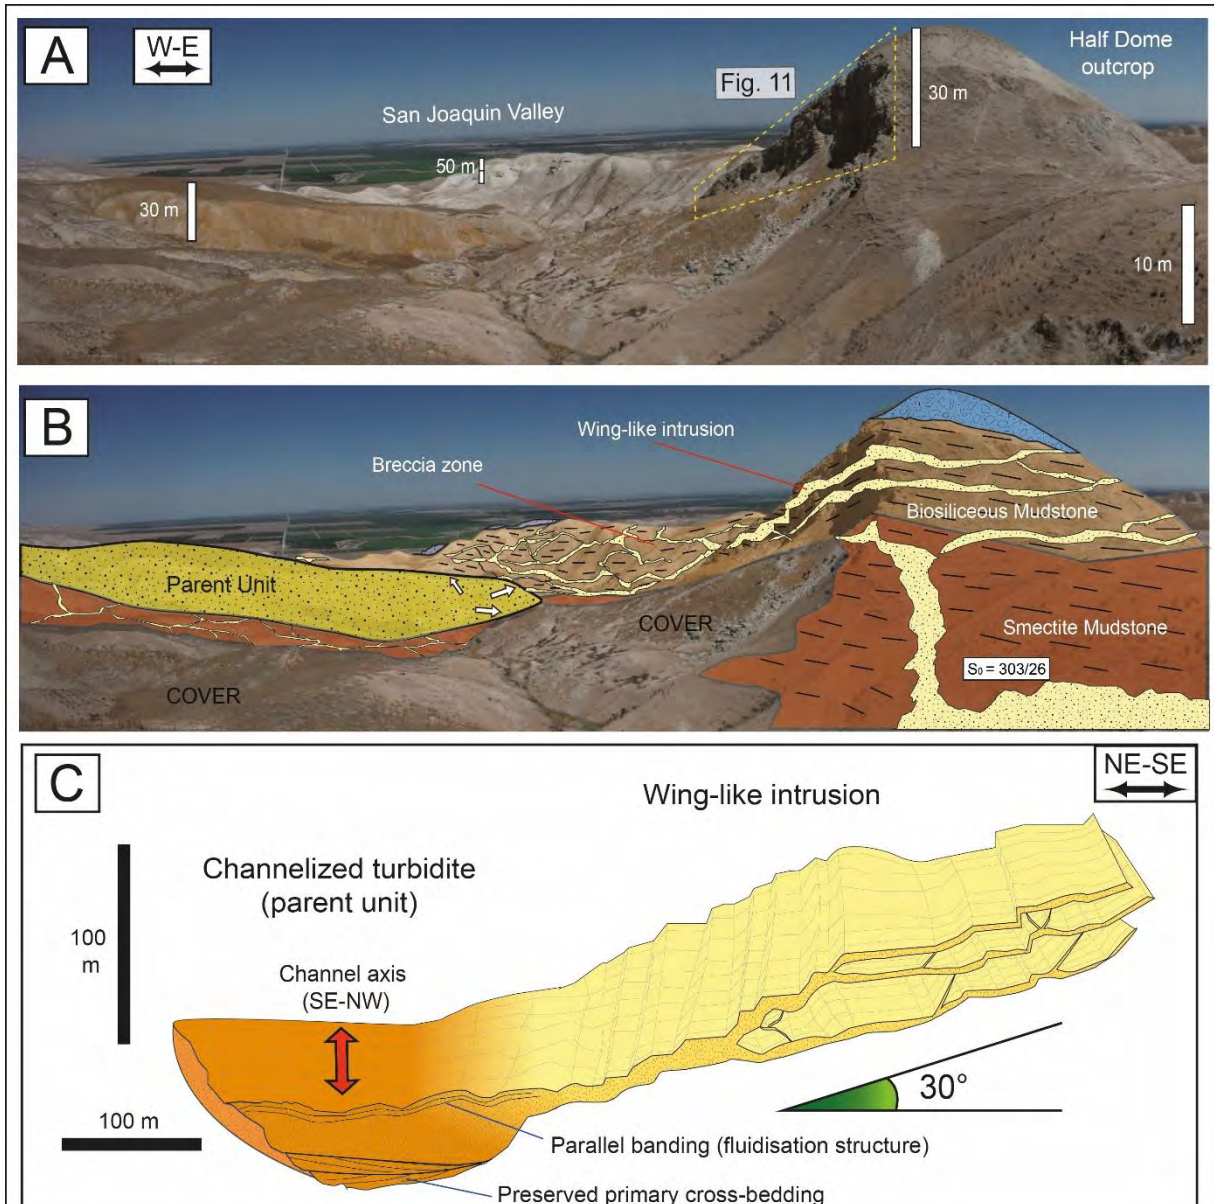 A
W-E
San Joaquin Valley
Fig. 11
Half Dome
outcrop
30 m
50 m
30 m
10 m
B
Wing-like intrusion
Breccia zone
Parent Unit
Biosiliceous Mudstone
COVER
Smectite Mudstone
S₀ = 303/26
COVER
C
NE-SE
Wing-like intrusion
Channelized turbidite
(parent unit)
100
m
Channel axis
(SE-NW)
30°
100 m
Parallel banding (fluidisation structure)
Preserved primary cross-bedding